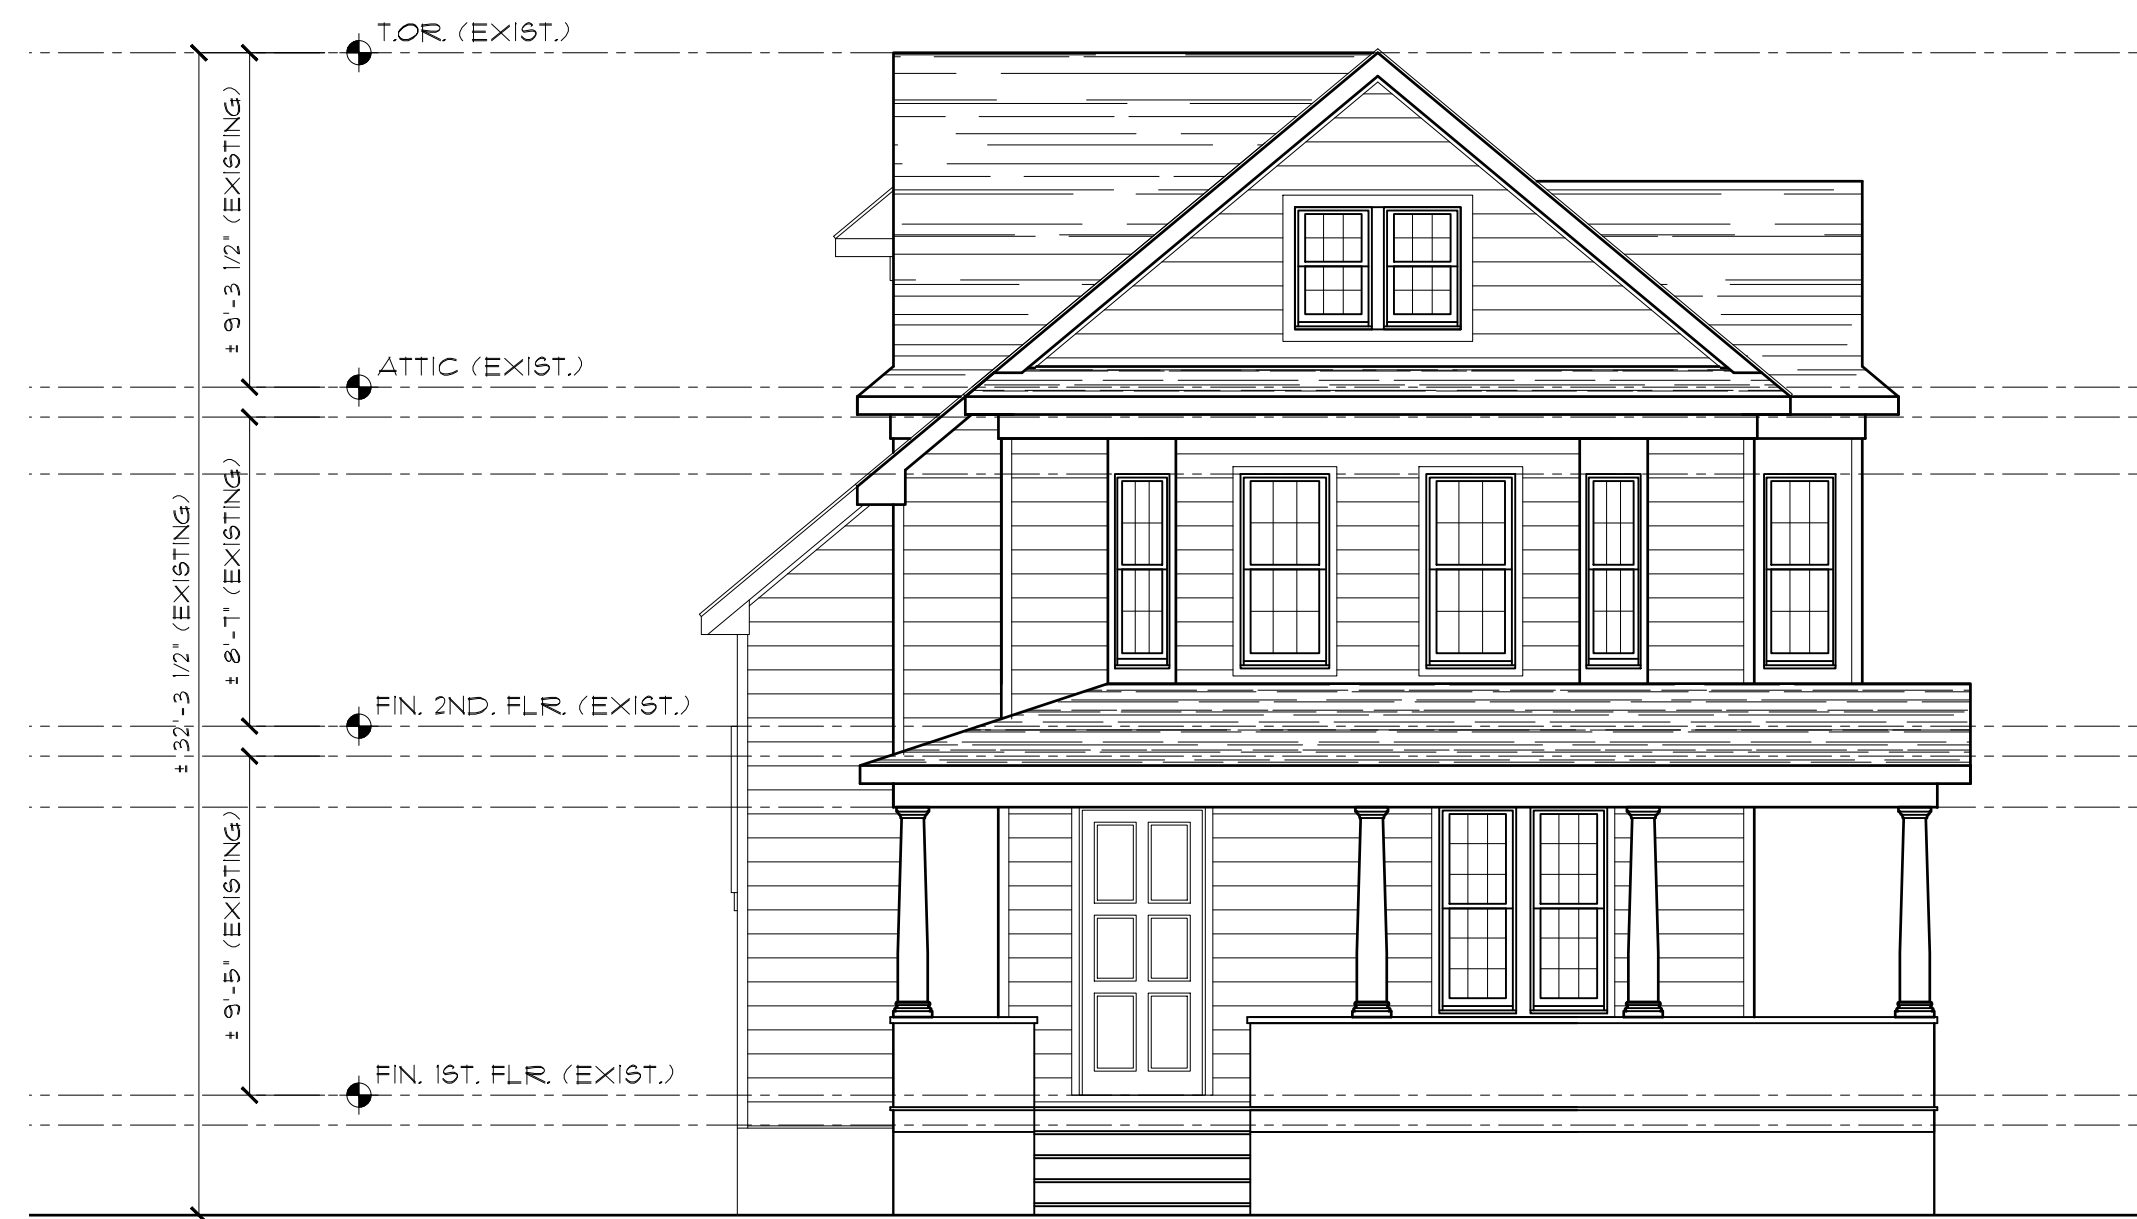 T.OR. (EXIST.)
± 9'-3 1/2" (EXISTING)
ATTIC (EXIST.)
± 8'-7" (EXISTING)
± 32'-3 1/2" (EXISTING)
FIN. 2ND. FLR. (EXIST.)
± 9'-5" (EXISTING)
FIN. 1ST. FLR. (EXIST.)